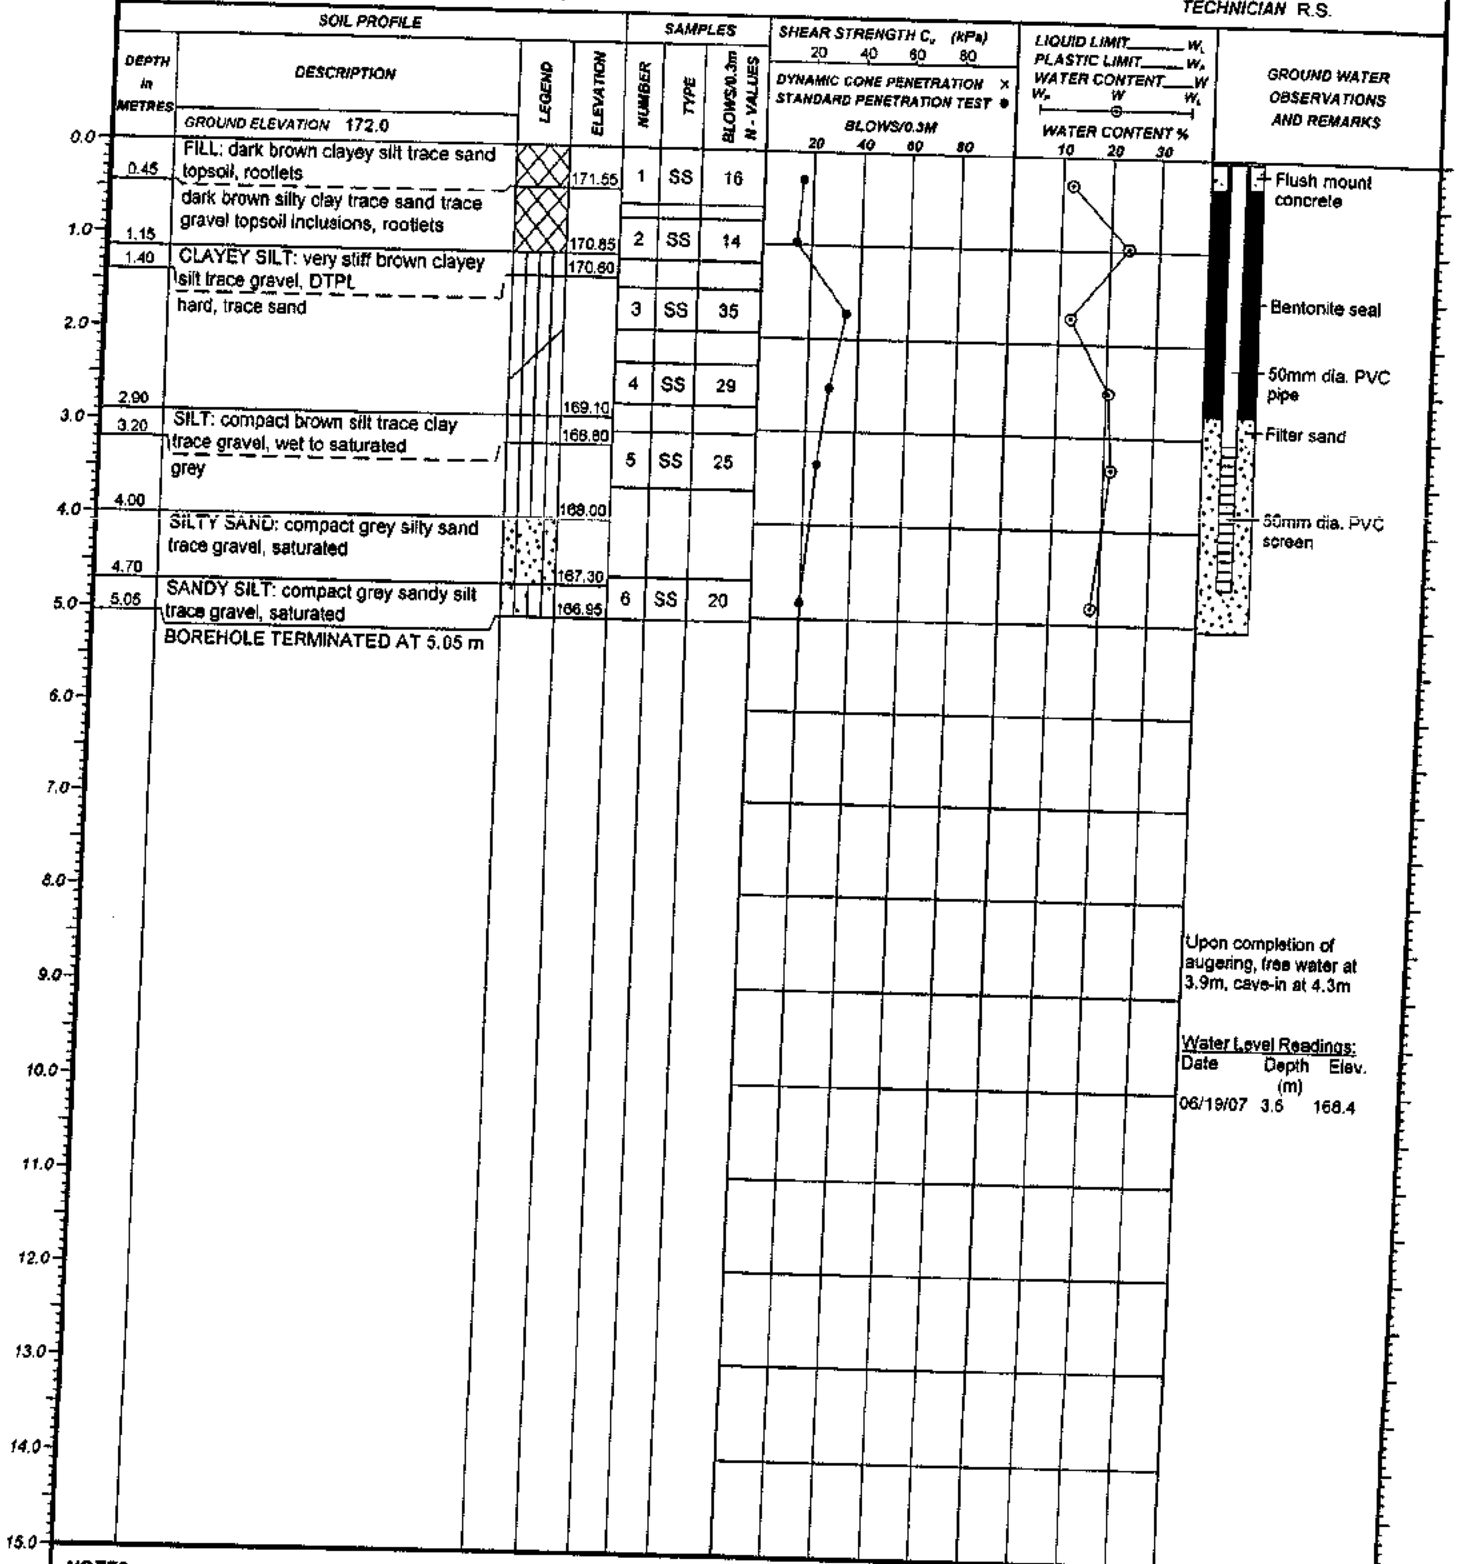 TECHNICIAN R.S.
SOIL PROFILE
SAMPLES
SHEAR STRENGTH Cu (kPa)
20 40 60 80
DYNAMIC CONE PENETRATION ×
STANDARD PENETRATION TEST ●
BLOWS/0.3M
20 40 60 80
LIQUID LIMIT______WL
PLASTIC LIMIT_____WP
WATER CONTENT____W
WP W WL
WATER CONTENT %
10 20 30
GROUND WATER
OBSERVATIONS
AND REMARKS
DEPTH
in
METRES
DESCRIPTION
LEGEND
ELEVATION
NUMBER
TYPE
BLOWS/0.3m
N - VALUES
GROUND ELEVATION 172.0
0.0
FILL: dark brown clayey silt trace sand
topsoil, rootlets
0.45
171.55
1 SS 16
dark brown silty clay trace sand trace
gravel topsoil inclusions, rootlets
1.0
1.15
170.85
2 SS 14
CLAYEY SILT: very stiff brown clayey
silt trace gravel, DTPL
1.40
170.60
hard, trace sand
3 SS 35
2.0
4 SS 29
2.90
169.10
3.0
SILT: compact brown silt trace clay
trace gravel, wet to saturated
3.20
168.80
grey
5 SS 25
4.00
4.0
168.00
SILTY SAND: compact grey silty sand
trace gravel, saturated
4.70
167.30
SANDY SILT: compact grey sandy silt
trace gravel, saturated
5.0
5.05
166.95
6 SS 20
BOREHOLE TERMINATED AT 5.05 m
Flush mount
concrete
Bentonite seal
50mm dia. PVC
pipe
Filter sand
50mm dia. PVC
screen
6.0
7.0
8.0
9.0
Upon completion of
augering, free water at
3.9m, cave-in at 4.3m
Water Level Readings:
Date Depth Elev.
(m)
06/19/07 3.6 168.4
10.0
11.0
12.0
13.0
14.0
15.0